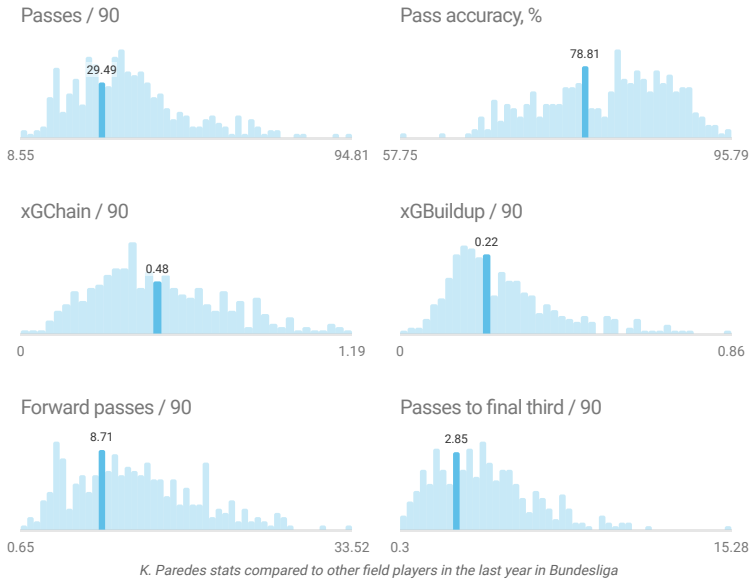 Passes / 90
Pass accuracy, %
29.49
78.81
8.55
94.81
57.75
95.79
xGChain / 90
xGBuildup / 90
0.48
0.22
0
1.19
0
0.86
Forward passes / 90
Passes to final third / 90
8.71
2.85
0.65
33.52
0.3
15.28
K. Paredes stats compared to other field players in the last year in Bundesliga